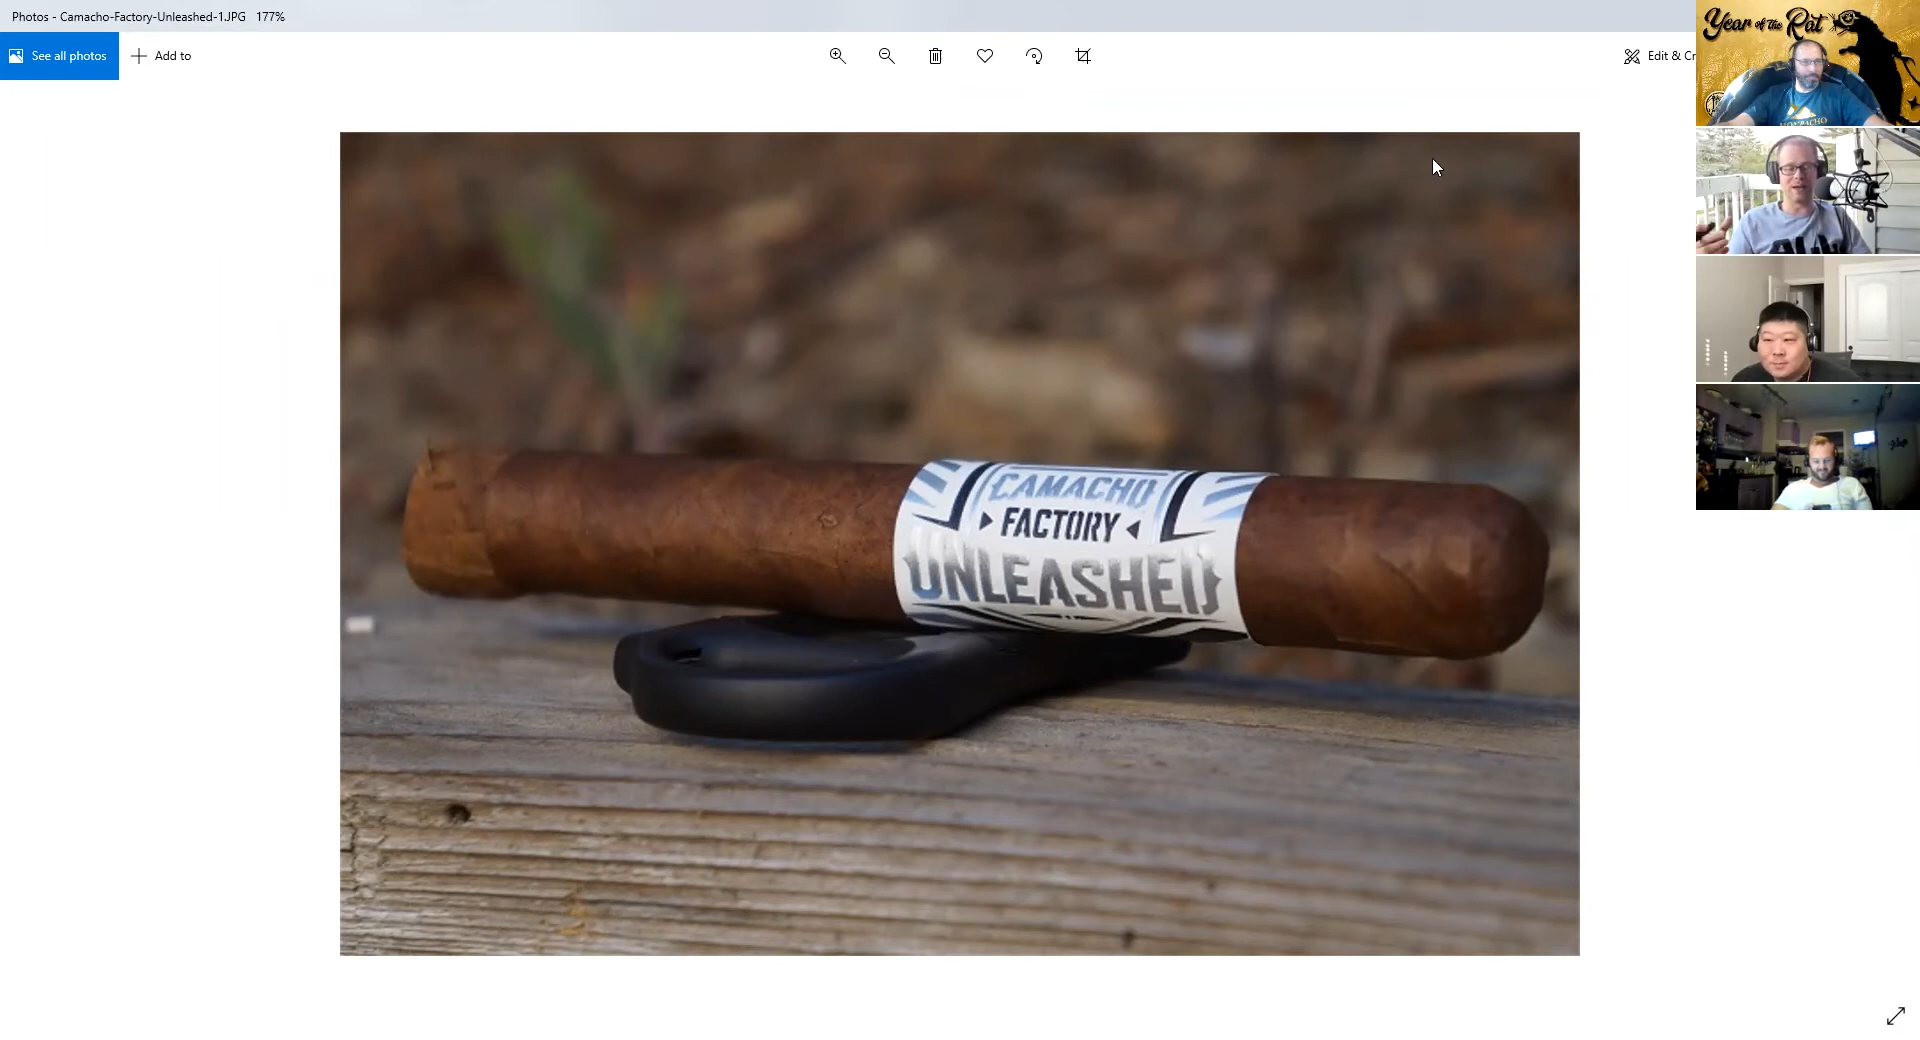 Photos - Camacho-Factory-Unleashed-1.JPG 177%
See all photos
Add to
Edit & Cr
Year of the Rat
CAMACHO
FACTORY
UNLEASHED